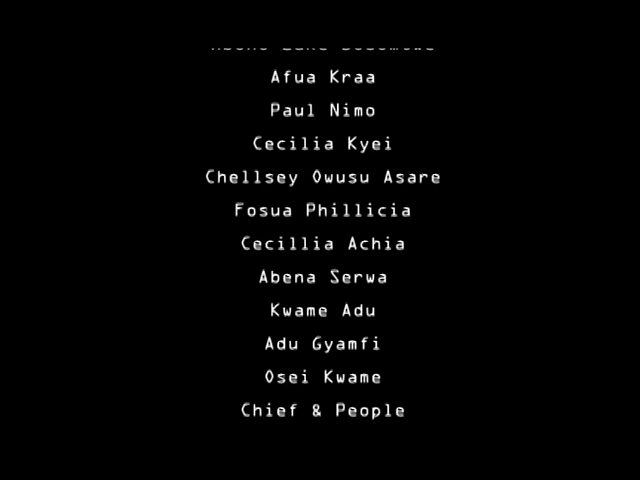 Afua Kraa
Paul Nimo
Cecilia Kyei
Chellsey Owusu Asare
Fosua Phillicia
Cecillia Achia
Abena Serwa
Kwame Adu
Adu Gyamfi
Osei Kwame
Chief & People